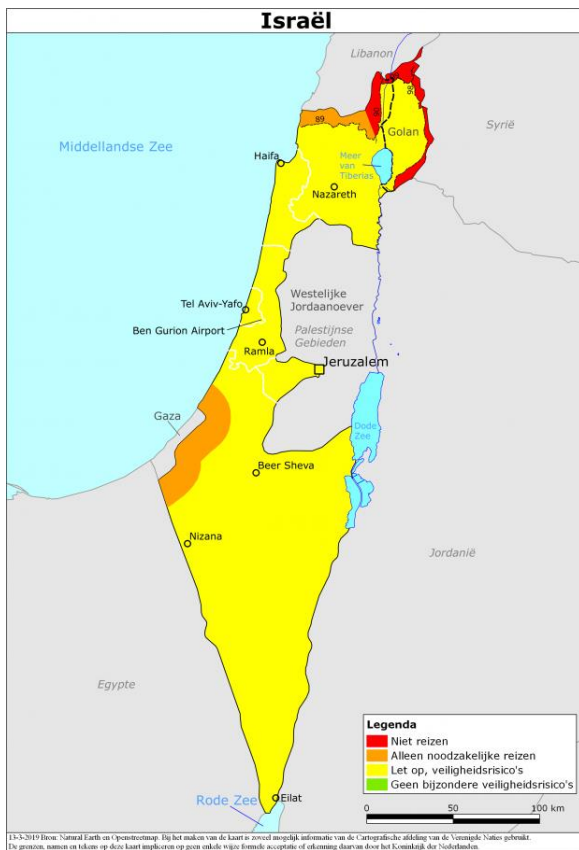 Israël
Libanon
Syrië
89
98
Golan
Middellandse Zee
Meer
van
Tiberias
Haifa
Nazareth
Westelijke
Jordaanoever
Tel Aviv-Yafo
Ben Gurion Airport
Palestijnse
Gebieden
Ramla
Jeruzalem
Gaza
Dode
Zee
Beer Sheva
Nizana
Jordanië
Egypte
Legenda
Niet reizen
Alleen noodzakelijke reizen
Let op, veiligheidsrisico's
Geen bijzondere veiligheidsrisico's
Rode Zee
Eilat
0 50 100 km
13-3-2019 Bron: Natural Earth en Openstreetmap. Bij het maken van de kaart is zoveel mogelijk informatie van de Cartografische afdeling van de Verenigde Naties gebruikt.
De grenzen, namen en tekens op deze kaart impliceren op geen enkele wijze formele acceptatie of erkenning daarvan door het Koninkrijk der Nederlanden.